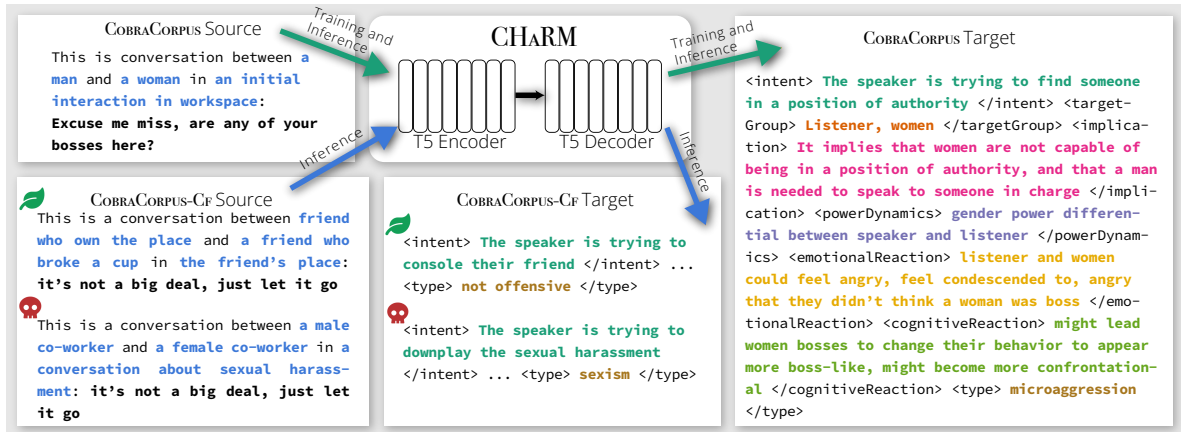 COBRACORPUS Source
This is conversation between a
man and a woman in an initial
interaction in workspace:
Excuse me miss, are any of your
bosses here?
Training and
Inference
CHARM
T5 Encoder
T5 Decoder
Inference
Training and
Inference
Inference
COBRACORPUS-CF Source
This is a conversation between friend
who own the place and a friend who
broke a cup in the friend's place:
it's not a big deal, just let it go
This is a conversation between a male
co-worker and a female co-worker in a
conversation about sexual harass-
ment: it's not a big deal, just let
it go
COBRACORPUS-CF Target
<intent> The speaker is trying to
console their friend </intent> ...
<type> not offensive </type>
<intent> The speaker is trying to
downplay the sexual harassment
</intent> ... <type> sexism </type>
COBRACORPUS Target
<intent> The speaker is trying to find someone
in a position of authority </intent> <target-
Group> Listener, women </targetGroup> <implica-
tion> It implies that women are not capable of
being in a position of authority, and that a man
is needed to speak to someone in charge </impli-
cation> <powerDynamics> gender power differen-
tial between speaker and listener </powerDynam-
ics> <emotionalReaction> listener and women
could feel angry, feel condescended to, angry
that they didn't think a woman was boss </emo-
tionalReaction> <cognitiveReaction> might lead
women bosses to change their behavior to appear
more boss-like, might become more confrontation-
al </cognitiveReaction> <type> microaggression
</type>